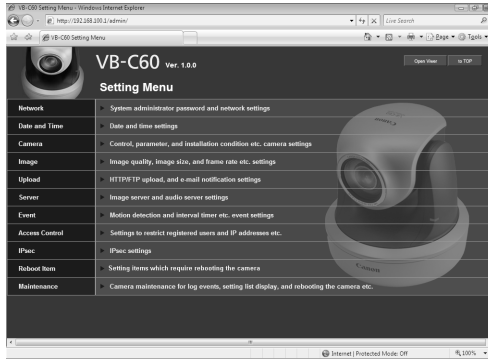 VB-C60 Setting Menu - Windows Internet Explorer
http://192.168.100.1/admin/
Live Search
VB-C60 Setting Menu
Page
Tools
VB-C60 Ver. 1.0.0
Open Viewer
to TOP
Setting Menu
Network
System administrator password and network settings
Date and Time
Date and time settings
Camera
Control, parameter, and installation condition etc. camera settings
Image
Image quality, image size, and frame rate etc. settings
Upload
HTTP/FTP upload, and e-mail notification settings
Server
Image server and audio server settings
Event
Motion detection and interval timer etc. event settings
Access Control
Settings to restrict registered users and IP addresses etc.
IPsec
IPsec settings
Reboot Item
Setting items which require rebooting the camera
Maintenance
Camera maintenance for log events, setting list display, and rebooting the camera etc.
Canon
Internet | Protected Mode: Off
100%